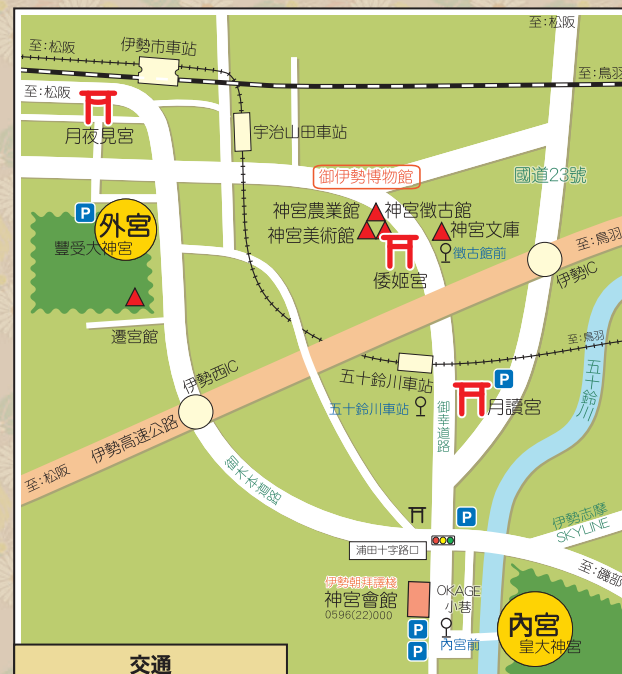 至:松阪
至:松阪
伊勢市車站
至:鳥羽
至:松阪
月夜見宮
宇治山田車站
御伊勢博物館
國道23號
P
外宮
豐受大神宮
神宮農業館
神宮徵古館
神宮美術館
神宮文庫
徵古館前
倭姬宮
至:鳥羽
伊勢IC
遷宮館
至:鳥羽
五十鈴川車站
伊勢西IC
五十鈴川
P
月讀宮
五十鈴川車站
御幸道路
伊勢高速公路
至:松阪
御木本道路
P
伊勢志摩
SKYLINE
浦田十字路口
至:磯部
伊勢朝拜譯棧
神宮會館
0596(22)000
OKAGE
小巷
P
P
內宮前
內宮
皇大神宮
交通